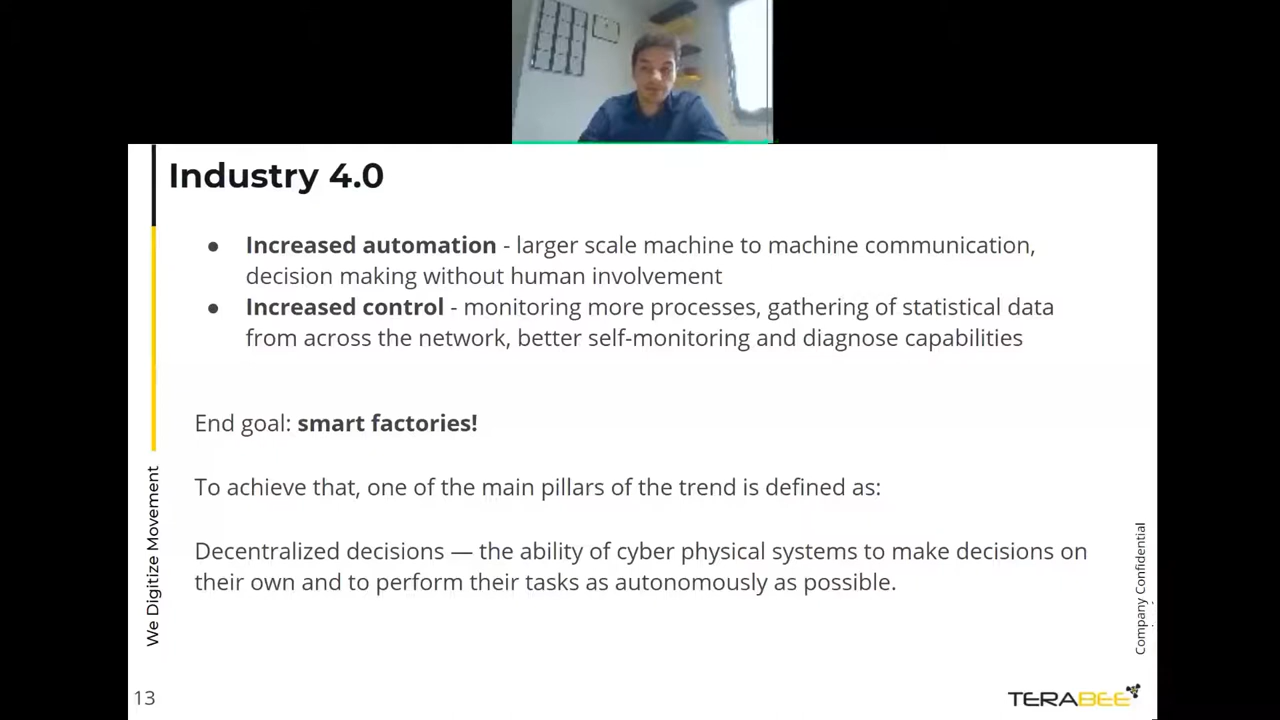 Industry 4.0
● Increased automation - larger scale machine to machine communication,
decision making without human involvement
● Increased control - monitoring more processes, gathering of statistical data
from across the network, better self-monitoring and diagnose capabilities
End goal: smart factories!
To achieve that, one of the main pillars of the trend is defined as:
Decentralized decisions — the ability of cyber physical systems to make decisions on
their own and to perform their tasks as autonomously as possible.
We Digitize Movement
Company Confidential
13
TERABEE